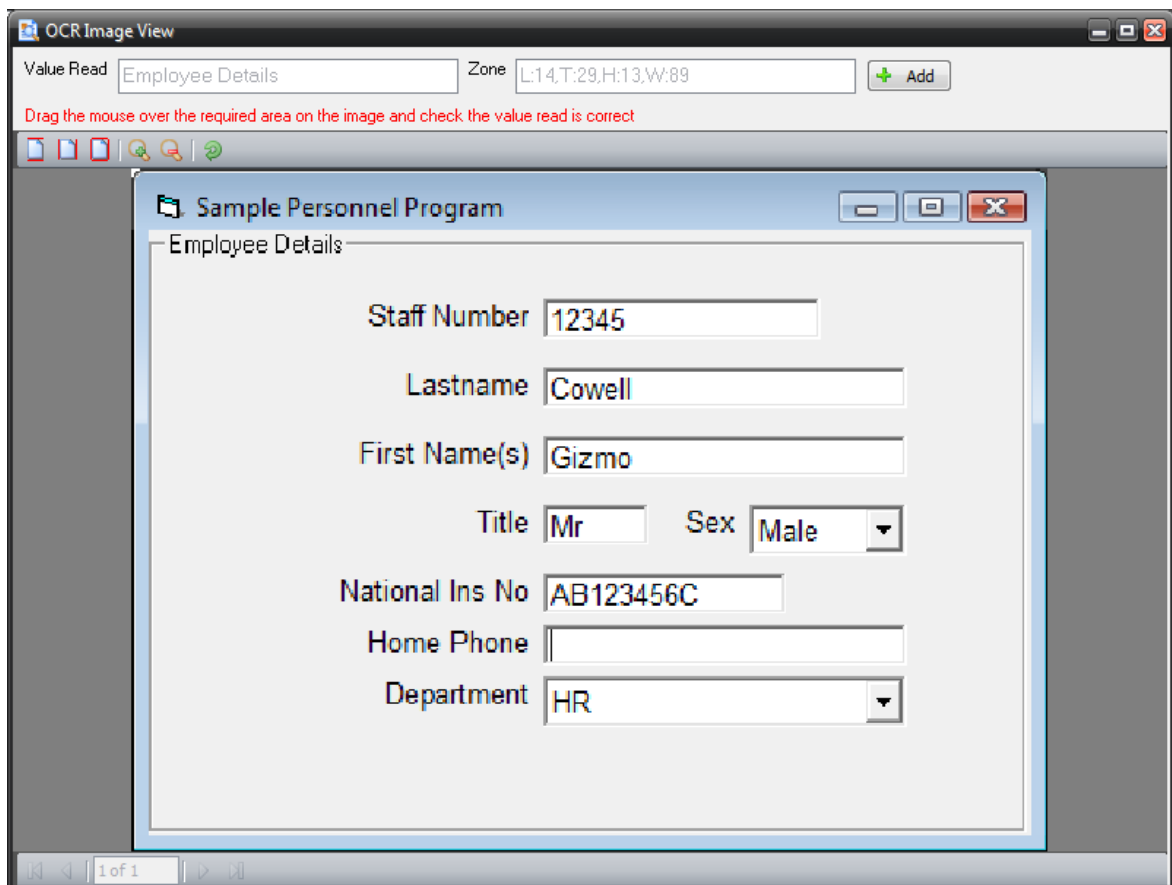 OCR Image View
Value Read Employee Details Zone L:14,T:29,H:13,W:89 Add
Drag the mouse over the required area on the image and check the value read is correct
Sample Personnel Program
Employee Details
Staff Number 12345
Lastname Cowell
First Name(s) Gizmo
Title Mr Sex Male
National Ins No AB123456C
Home Phone
Department HR
1 of 1